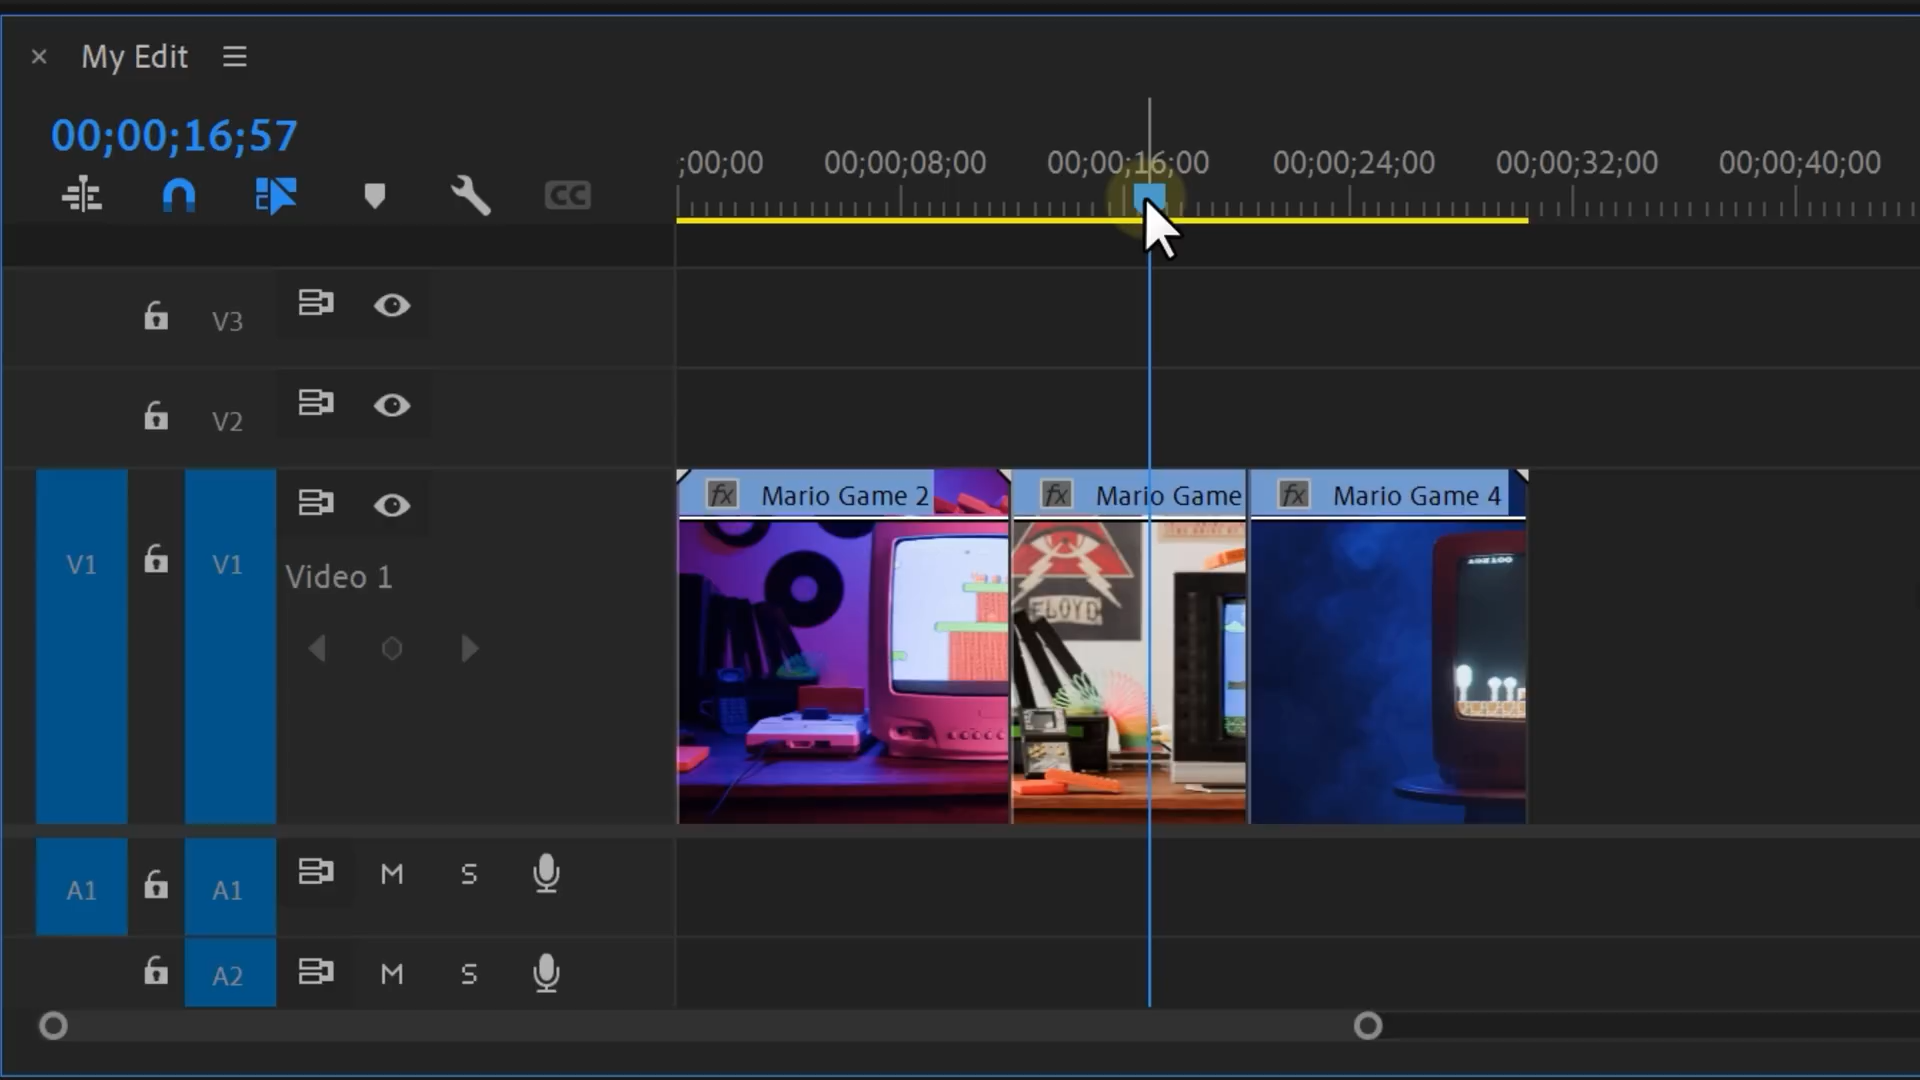 My Edit
00;00;16;57
;00;00 00;00;08;00 00;00;16;00 00;00;24;00 00;00;32;00 00;00;40;00
CC
V3
V2
fx Mario Game 2 fx Mario Game fx Mario Game 4
V1 V1
Video 1
FLOYD
A1 A1 M S
A2 M S